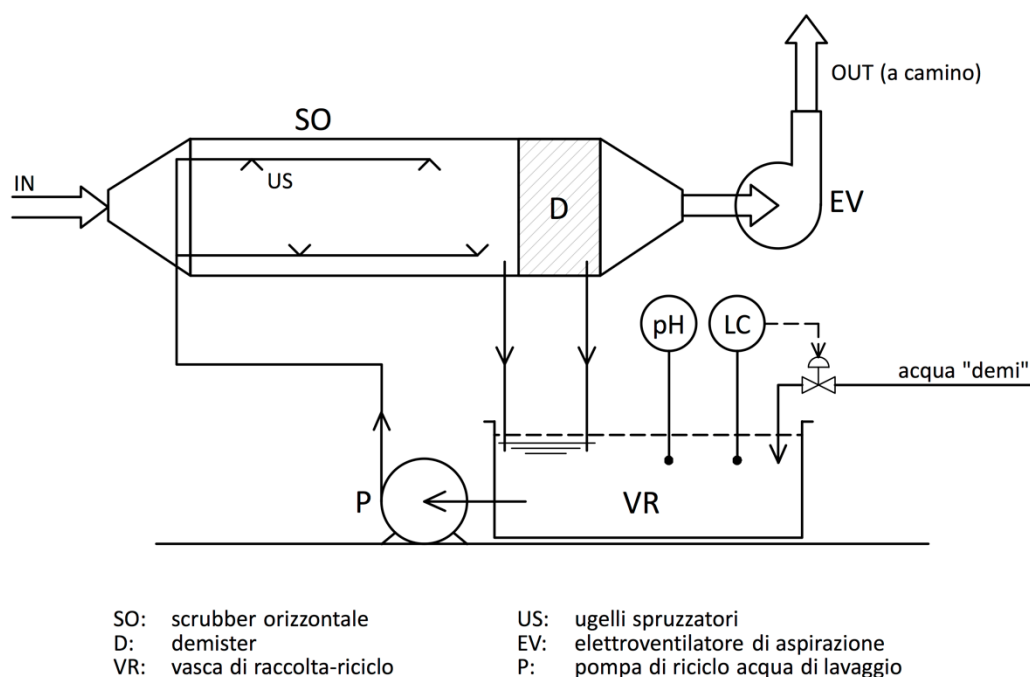 OUT (a camino)
SO
IN
US
D
EV
pH
LC
acqua "demi"
P
VR
SO: scrubber orizzontale
D: demister
VR: vasca di raccolta-riciclo
US: ugelli spruzzatori
EV: elettroventilatore di aspirazione
P: pompa di riciclo acqua di lavaggio